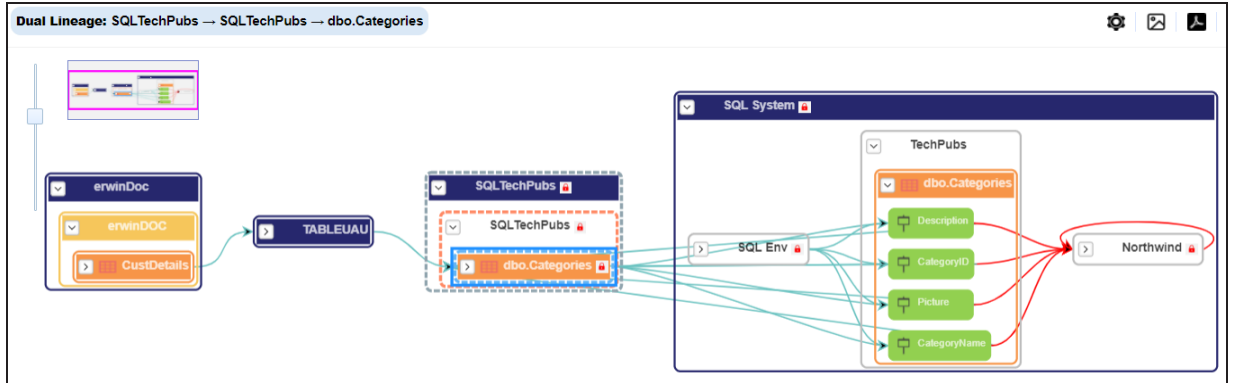 Dual Lineage: SQLTechPubs → SQLTechPubs → dbo.Categories
SQL System
TechPubs
erwinDoc
SQLTechPubs
dbo.Categories
erwinDOC
TABLEUAU
SQLTechPubs
Description
CustDetails
dbo.Categories
SQL Env
CategoryID
Northwind
Picture
CategoryName